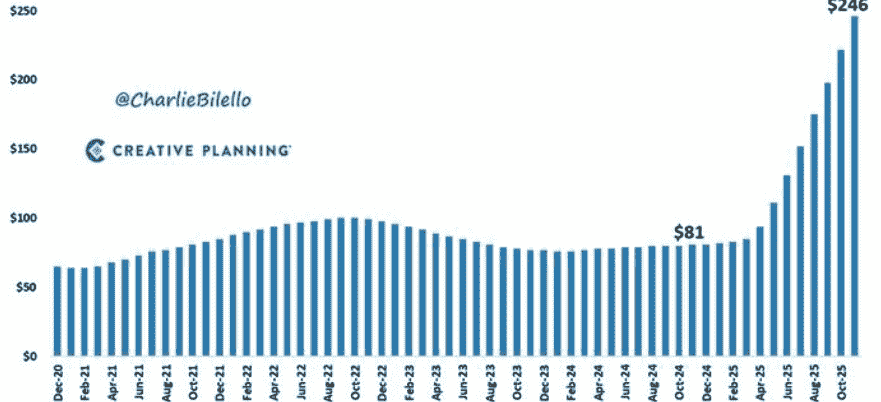 $246
$250
$200
@CharlieBilello
CREATIVE PLANNING
$150
$100
$81
$50
$0
Dec-20 Feb-21 Apr-21 Jun-21 Aug-21 Oct-21 Dec-21 Feb-22 Apr-22 Jun-22 Aug-22 Oct-22 Dec-22 Feb-23 Apr-23 Jun-23 Aug-23 Oct-23 Dec-23 Feb-24 Apr-24 Jun-24 Aug-24 Oct-24 Dec-24 Feb-25 Apr-25 Jun-25 Aug-25 Oct-25